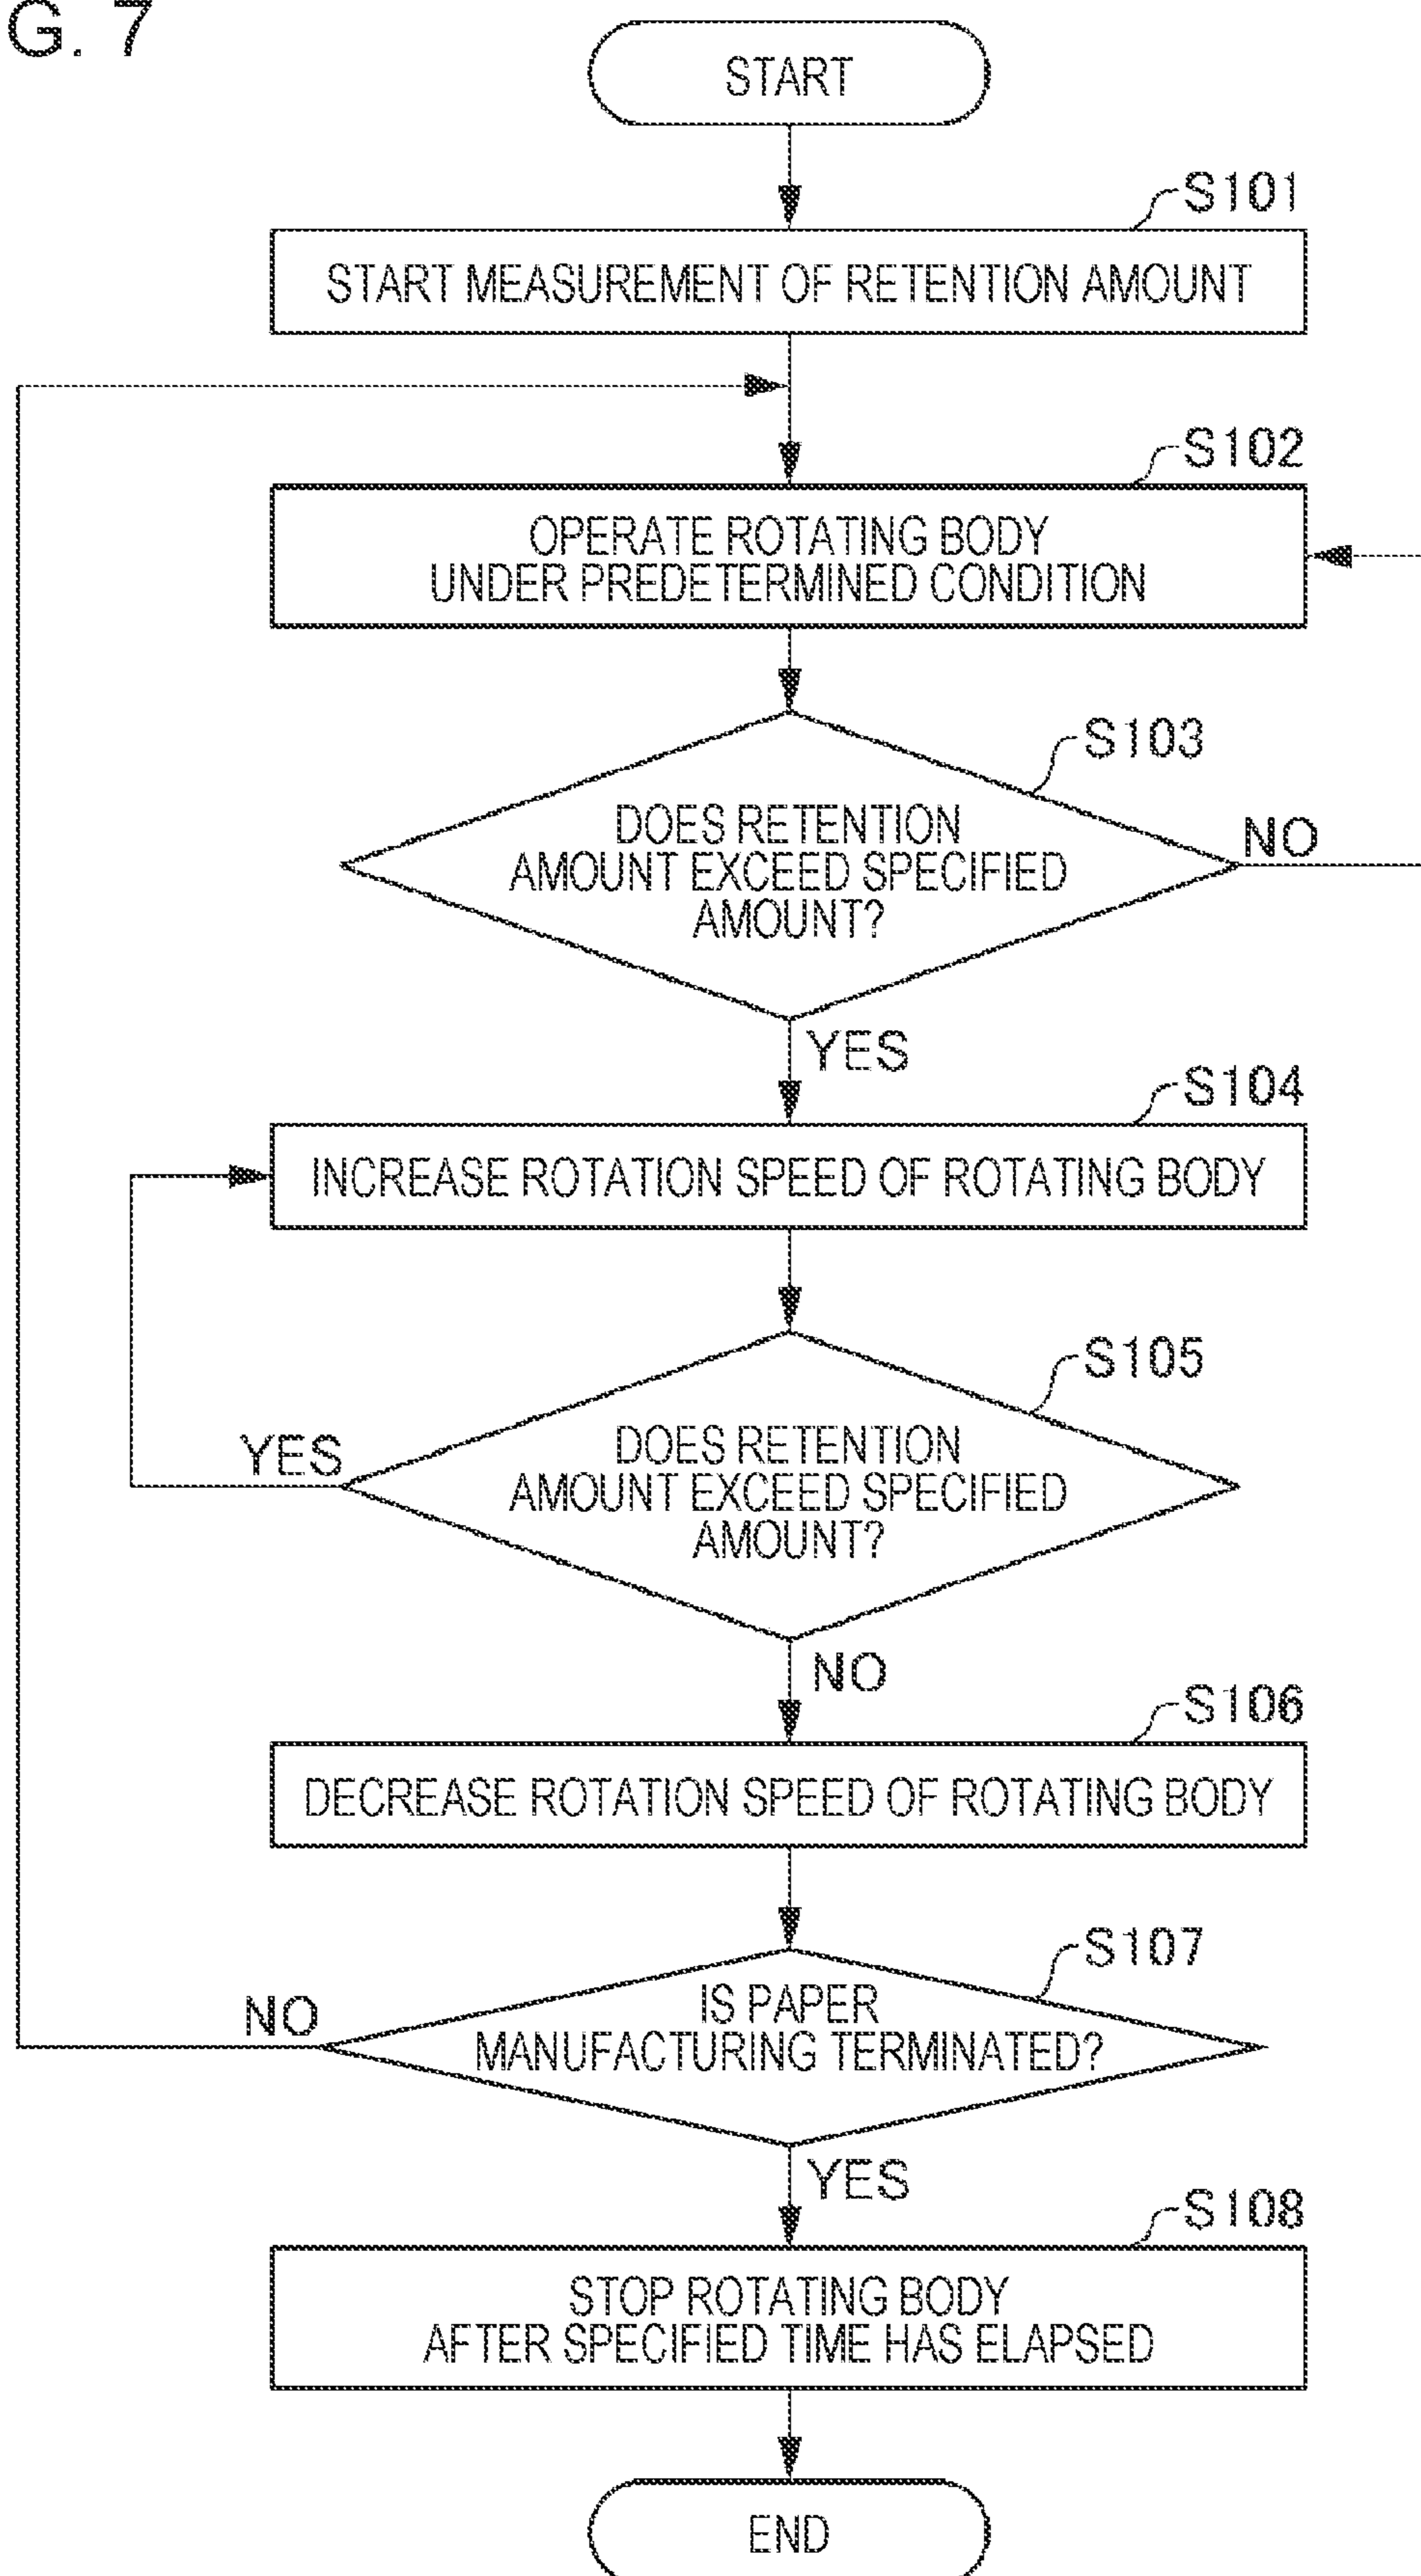 G. 7
START
S101
START MEASUREMENT OF RETENTION AMOUNT
S102
OPERATE ROTATING BODY
UNDER PREDETERMINED CONDITION
S103
DOES RETENTION
AMOUNT EXCEED SPECIFIED
AMOUNT?
NO
YES
S104
INCREASE ROTATION SPEED OF ROTATING BODY
S105
DOES RETENTION
AMOUNT EXCEED SPECIFIED
AMOUNT?
YES
NO
S106
DECREASE ROTATION SPEED OF ROTATING BODY
S107
IS PAPER
MANUFACTURING TERMINATED?
NO
YES
S108
STOP ROTATING BODY
AFTER SPECIFIED TIME HAS ELAPSED
END